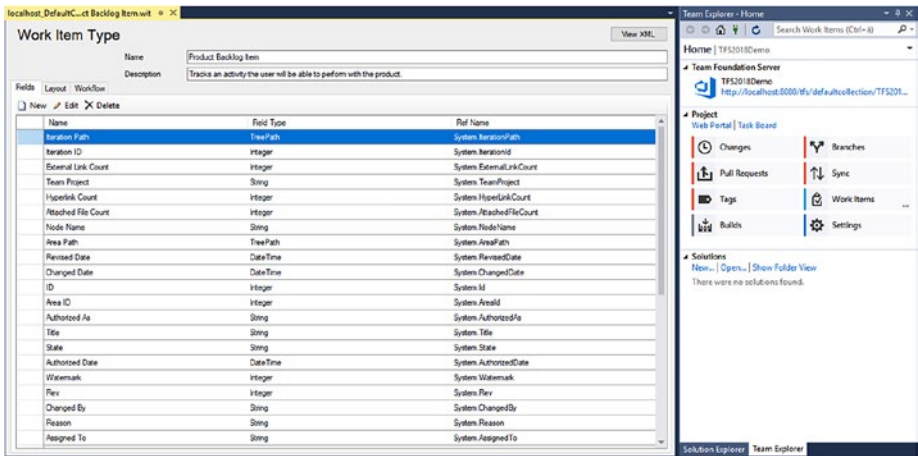 localhost_DefaultC...ct Backlog Item.wit
Work Item Type
View XML
Name
Product Backlog Item
Description
Tracks an activity the user will be able to perform with the product.
Fields Layout Workflow
New Edit Delete
Name Field Type Ref Name
Iteration Path TreePath System.IterationPath
Iteration ID Integer System.IterationId
External Link Count Integer System.ExternalLinkCount
Team Project String System.TeamProject
Hyperlink Count Integer System.HyperLinkCount
Attached File Count Integer System.AttachedFileCount
Node Name String System.NodeName
Area Path TreePath System.AreaPath
Revised Date DateTime System.RevisedDate
Changed Date DateTime System.ChangedDate
ID Integer System.Id
Area ID Integer System.AreaId
Authorized As String System.AuthorizedAs
Title String System.Title
State String System.State
Authorized Date DateTime System.AuthorizedDate
Watermark Integer System.Watermark
Rev Integer System.Rev
Changed By String System.ChangedBy
Reason String System.Reason
Assigned To String System.AssignedTo
Team Explorer - Home
Search Work Items (Ctrl+ä)
Home | TFS2018Demo
Team Foundation Server
TFS2018Demo
http://localhost:8080/tfs/defaultcollection/TFS201...
Project
Web Portal | Task Board
Changes Branches
Pull Requests Sync
Tags Work Items ...
Builds Settings
Solutions
New... | Open... | Show Folder View
There were no solutions found.
Solution Explorer Team Explorer